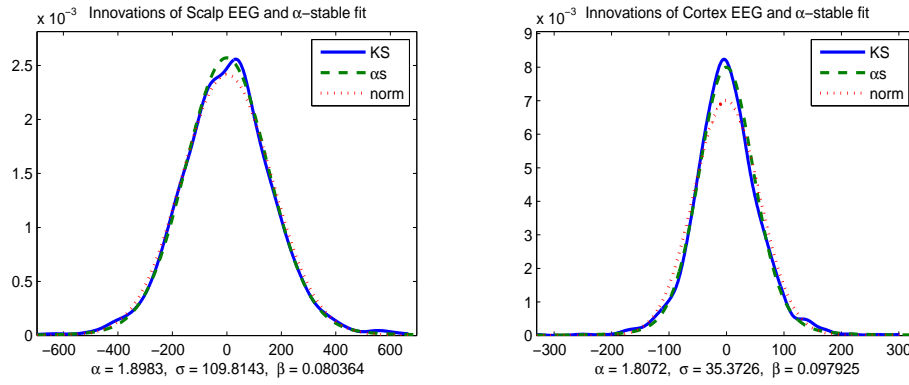 Innovations of Scalp EEG and α−stable fit
x 10⁻³
2.5
2
1.5
1
0.5
0
−600 −400 −200 0 200 400 600
KS
αs
norm
α = 1.8983, σ = 109.8143, β = 0.080364
Innovations of Cortex EEG and α−stable fit
x 10⁻³
9
8
7
6
5
4
3
2
1
0
−300 −200 −100 0 100 200 300
KS
αs
norm
α = 1.8072, σ = 35.3726, β = 0.097925